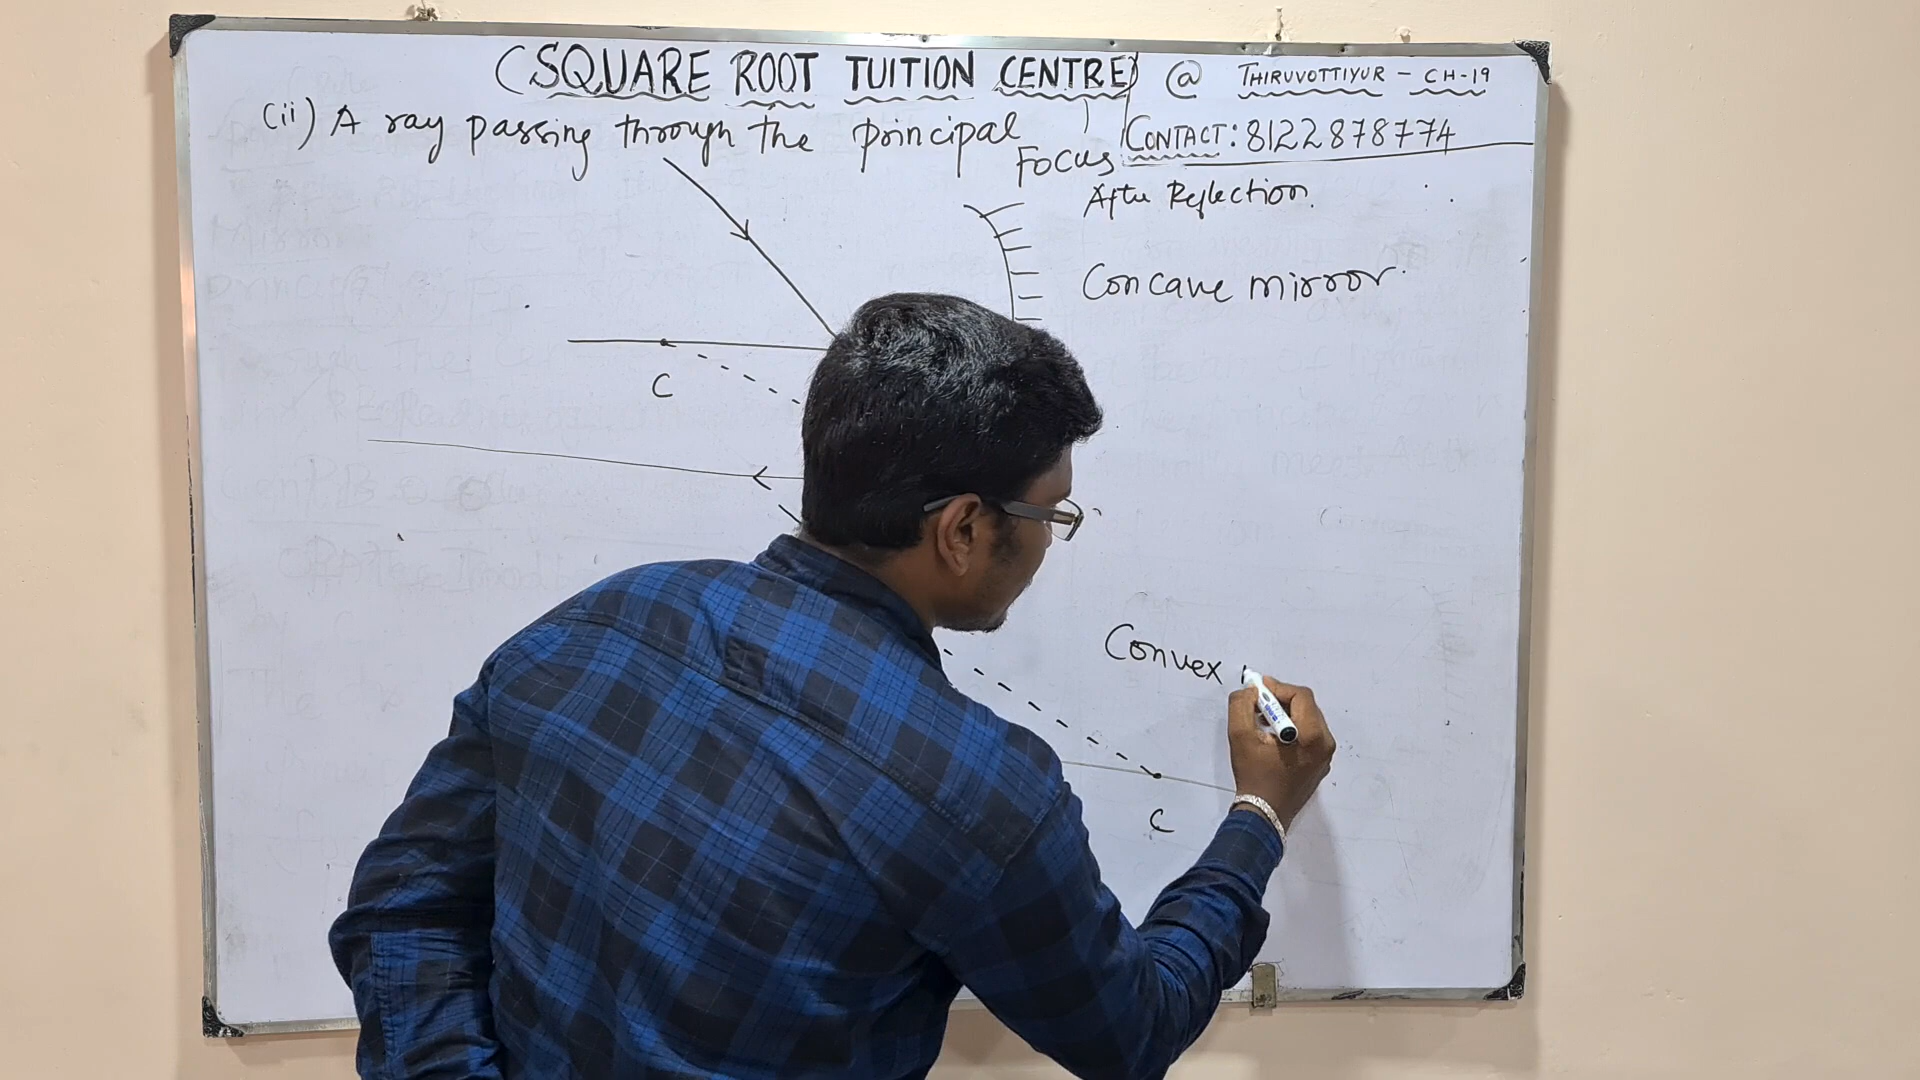 (SQUARE ROOT TUITION CENTRE) @ THIRUVOTTIYUR - CH-19
(ii) A ray passing through the principal
Focus
CONTACT: 8122878774
After Reflection.
Concave mirror.
C
Convex
C